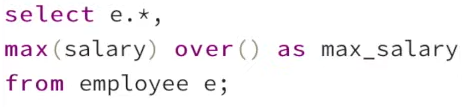 select e.*,
max(salary) over() as max_salary
from employee e;